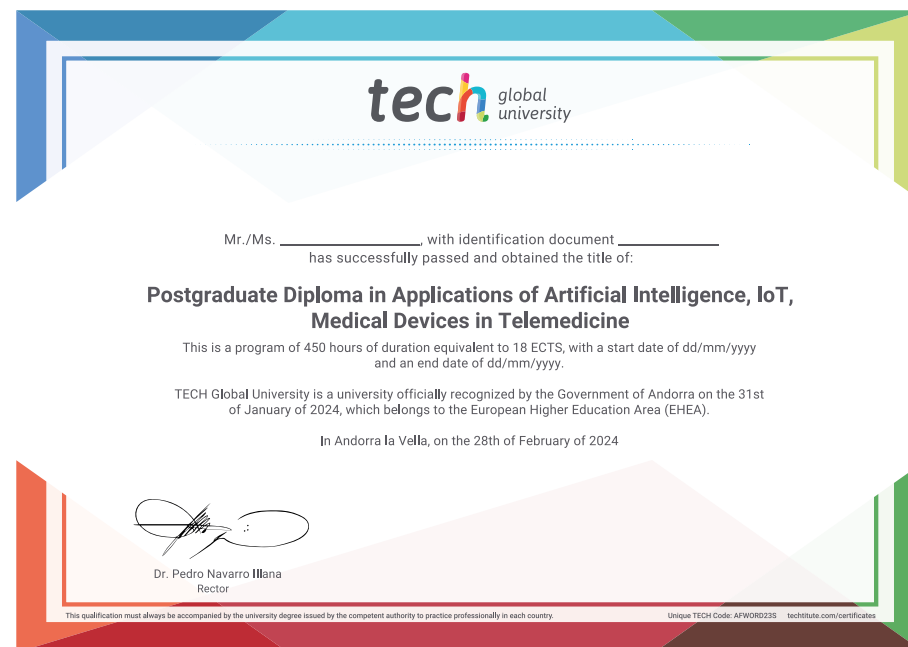 tech global
university
Mr./Ms. ____________________, with identification document ______________
has successfully passed and obtained the title of:
Postgraduate Diploma in Applications of Artificial Intelligence, IoT,
Medical Devices in Telemedicine
This is a program of 450 hours of duration equivalent to 18 ECTS, with a start date of dd/mm/yyyy
and an end date of dd/mm/yyyy.
TECH Global University is a university officially recognized by the Government of Andorra on the 31st
of January of 2024, which belongs to the European Higher Education Area (EHEA).
In Andorra la Vella, on the 28th of February of 2024
Dr. Pedro Navarro Illana
Rector
This qualification must always be accompanied by the university degree issued by the competent authority to practice professionally in each country. Unique TECH Code: AFWORD23S techtitute.com/certificates